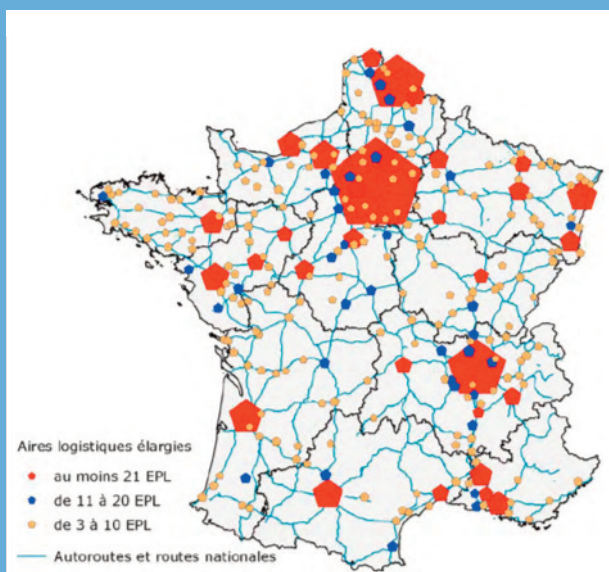 Aires logistiques élargies
au moins 21 EPL
de 11 à 20 EPL
de 3 à 10 EPL
Autoroutes et routes nationales